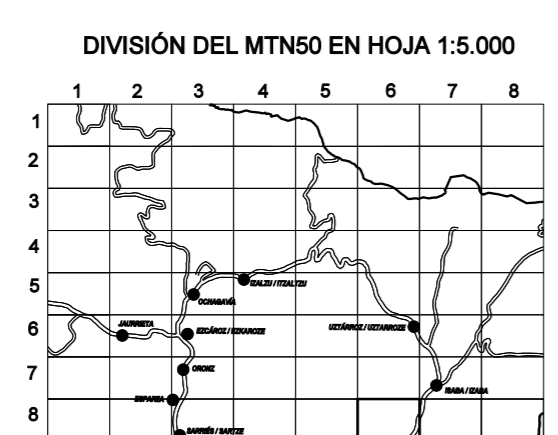 DIVISIÓN DEL MTN50 EN HOJA 1:5.000
1 2 3 4 5 6 7 8
1
2
3
4
5
IZALZU / ITZALTZU
OCHAGAVÍA
6
JAURRIETA
EZCÁROZ / EZKAROZE
UZTÁRROZ / UZTARROZE
7
ORONZ
ISABA / IZABA
ESPARZA
8
SARRIÉS / SARTZE